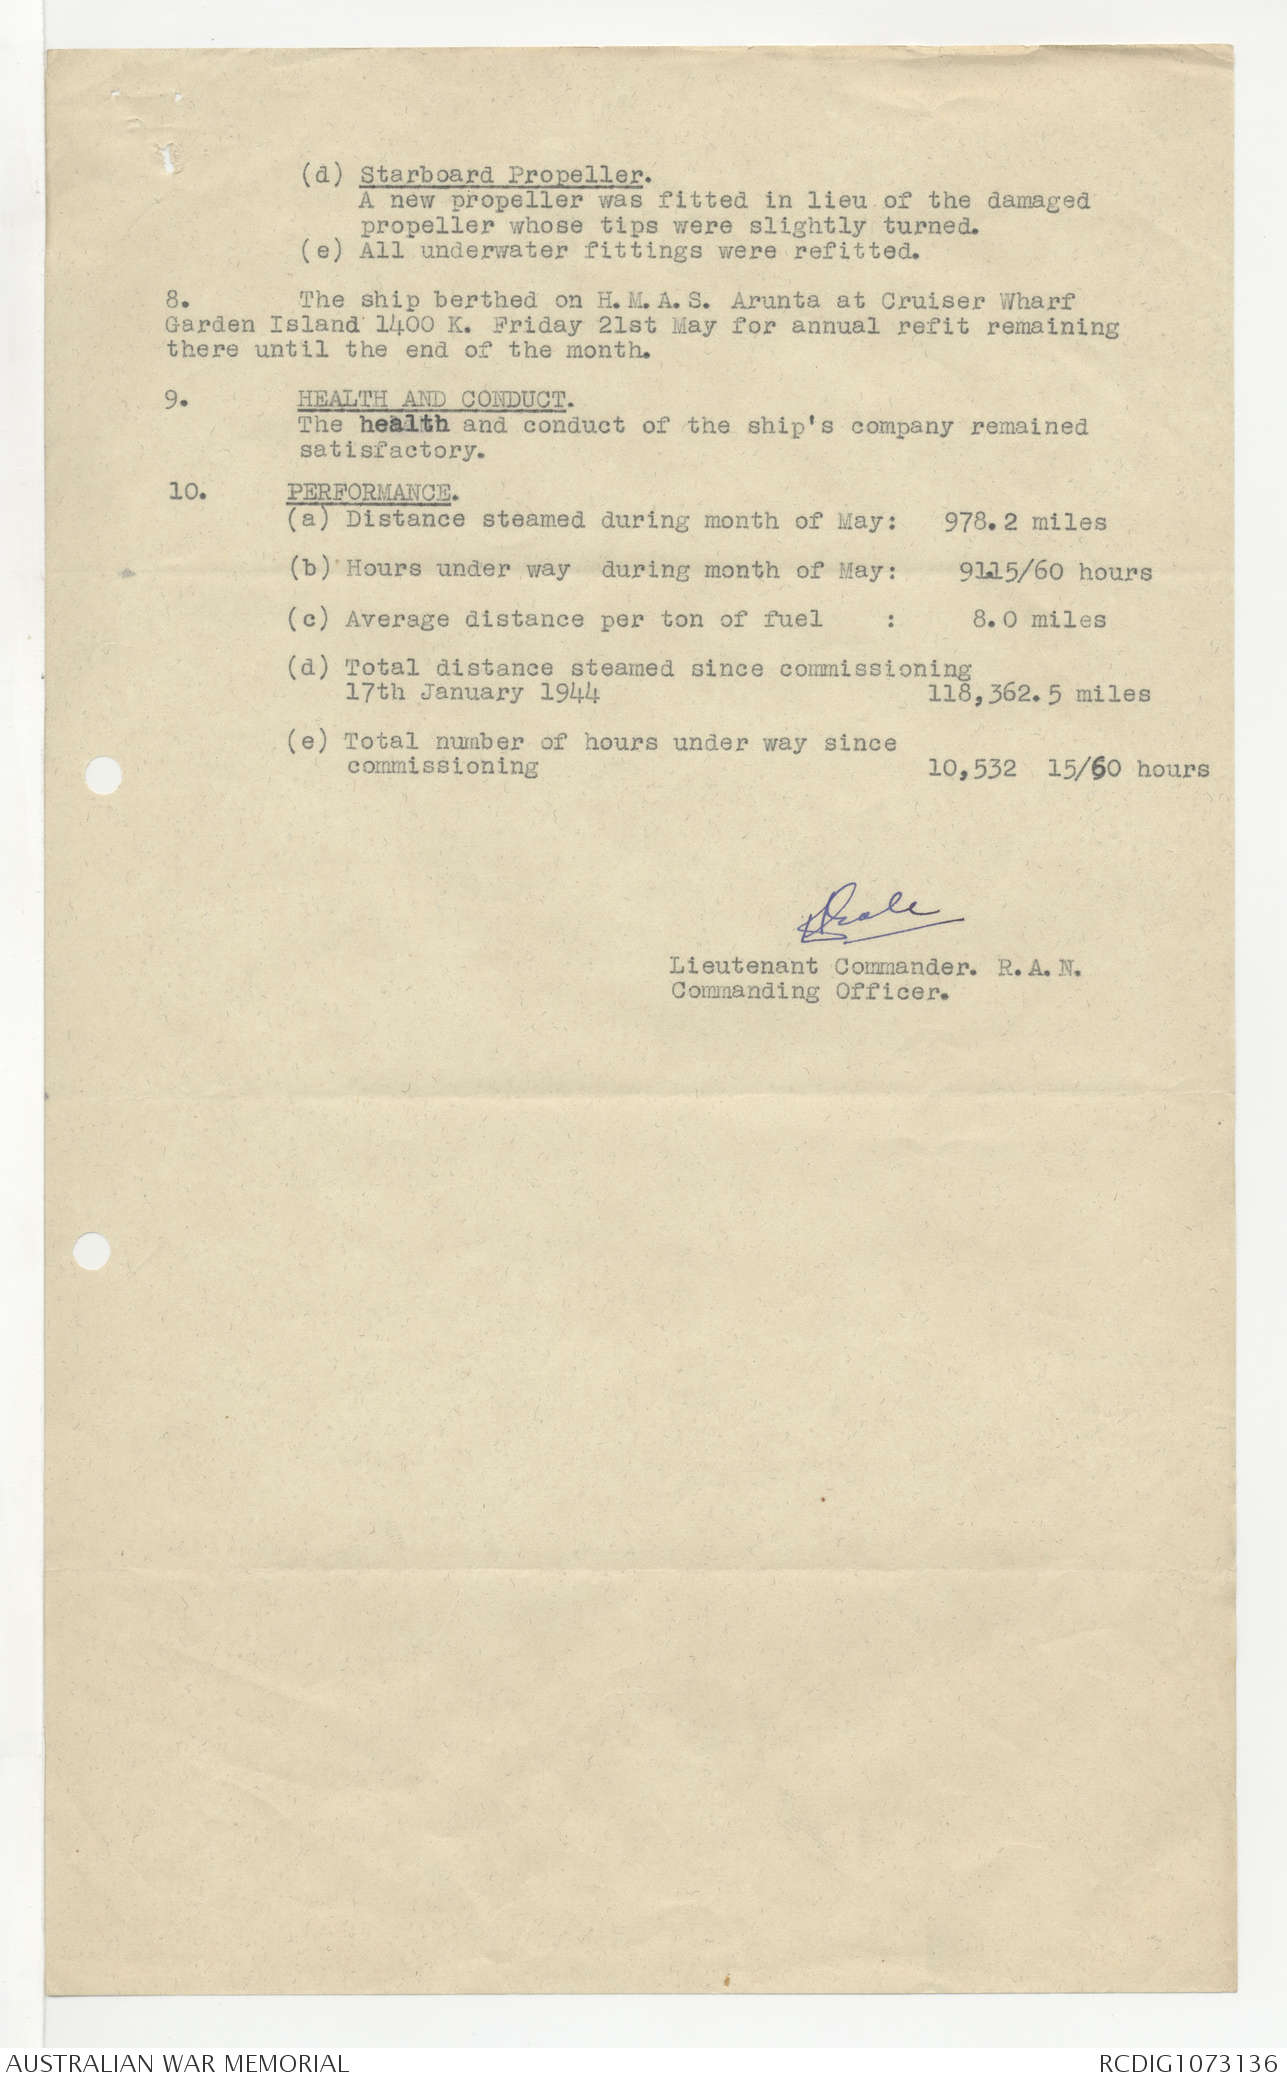 (d) Starboard Propeller.
A new propeller was fitted in lieu of the damaged
propeller whose tips were slightly turned.
(e) All underwater fittings were refitted.
8. The ship berthed on H.M.A.S. Arunta at Cruiser Wharf
Garden Island 1400 K. Friday 21st May for annual refit remaining
there until the end of the month.
9. HEALTH AND CONDUCT.
The health and conduct of the ship's company remained
satisfactory.
10. PERFORMANCE.
(a) Distance steamed during month of May: 978.2 miles
(b) Hours under way during month of May: 91.15/60 hours
(c) Average distance per ton of fuel : 8.0 miles
(d) Total distance steamed since commissioning
17th January 1944 118,362.5 miles
(e) Total number of hours under way since
commissioning 10,532 15/60 hours
Lieutenant Commander. R.A.N.
Commanding Officer.
AUSTRALIAN WAR MEMORIAL RCDIG1073136